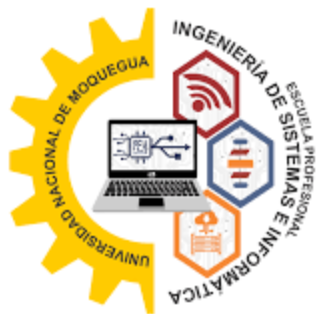 UNIVERSIDAD NACIONAL DE MOQUEGUA
INGENIERÍA DE SISTEMAS E INFORMÁTICA
ESCUELA PROFESIONAL